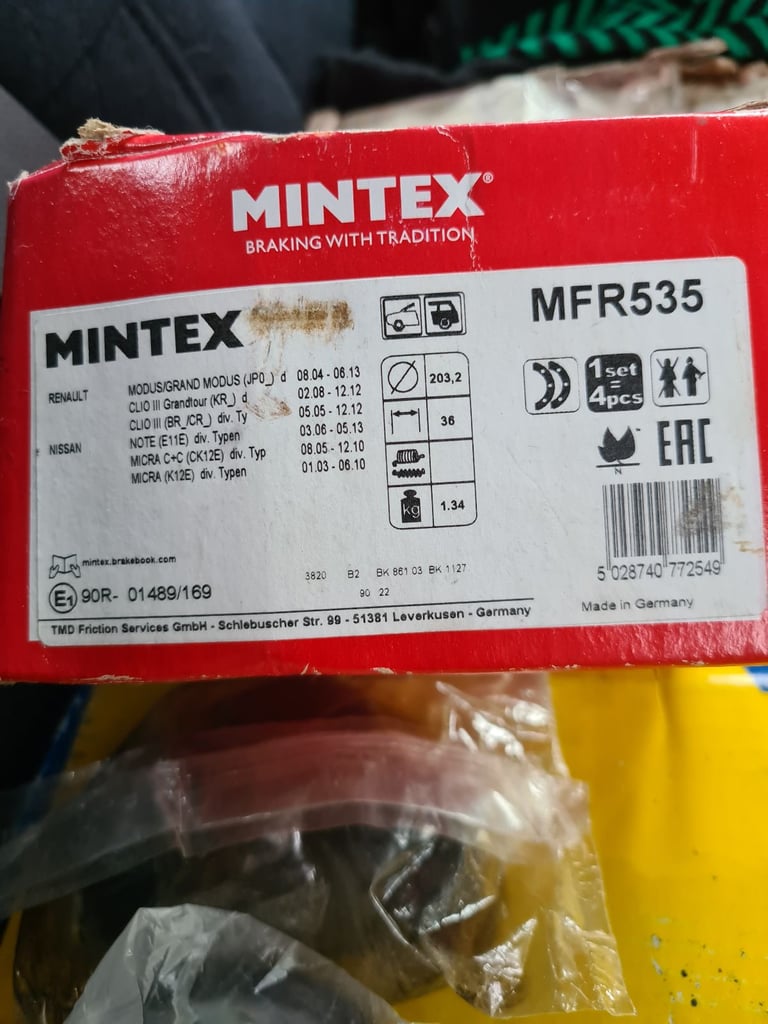 MINTEX®
BRAKING WITH TRADITION
MINTEX
MFR535
RENAULT MODUS/GRAND MODUS (JP0_) d 08.04 - 06.13
CLIO III Grandtour (KR_) d 02.08 - 12.12
CLIO III (BR_/CR_) div. Ty 05.05 - 12.12
NISSAN NOTE (E11E) div. Typen 03.06 - 05.13
MICRA C+C (CK12E) div. Typ 08.05 - 12.10
MICRA (K12E) div. Typen 01.03 - 06.10
203,2
36
kg 1.34
1set
=
4pcs
TM
N
EAC
mintex.brakebook.com
3820 B2 BK 861 03 BK 1127
90 22
E1 90R- 01489/169
5 028740 772549
Made in Germany
TMD Friction Services GmbH - Schlebuscher Str. 99 - 51381 Leverkusen - Germany